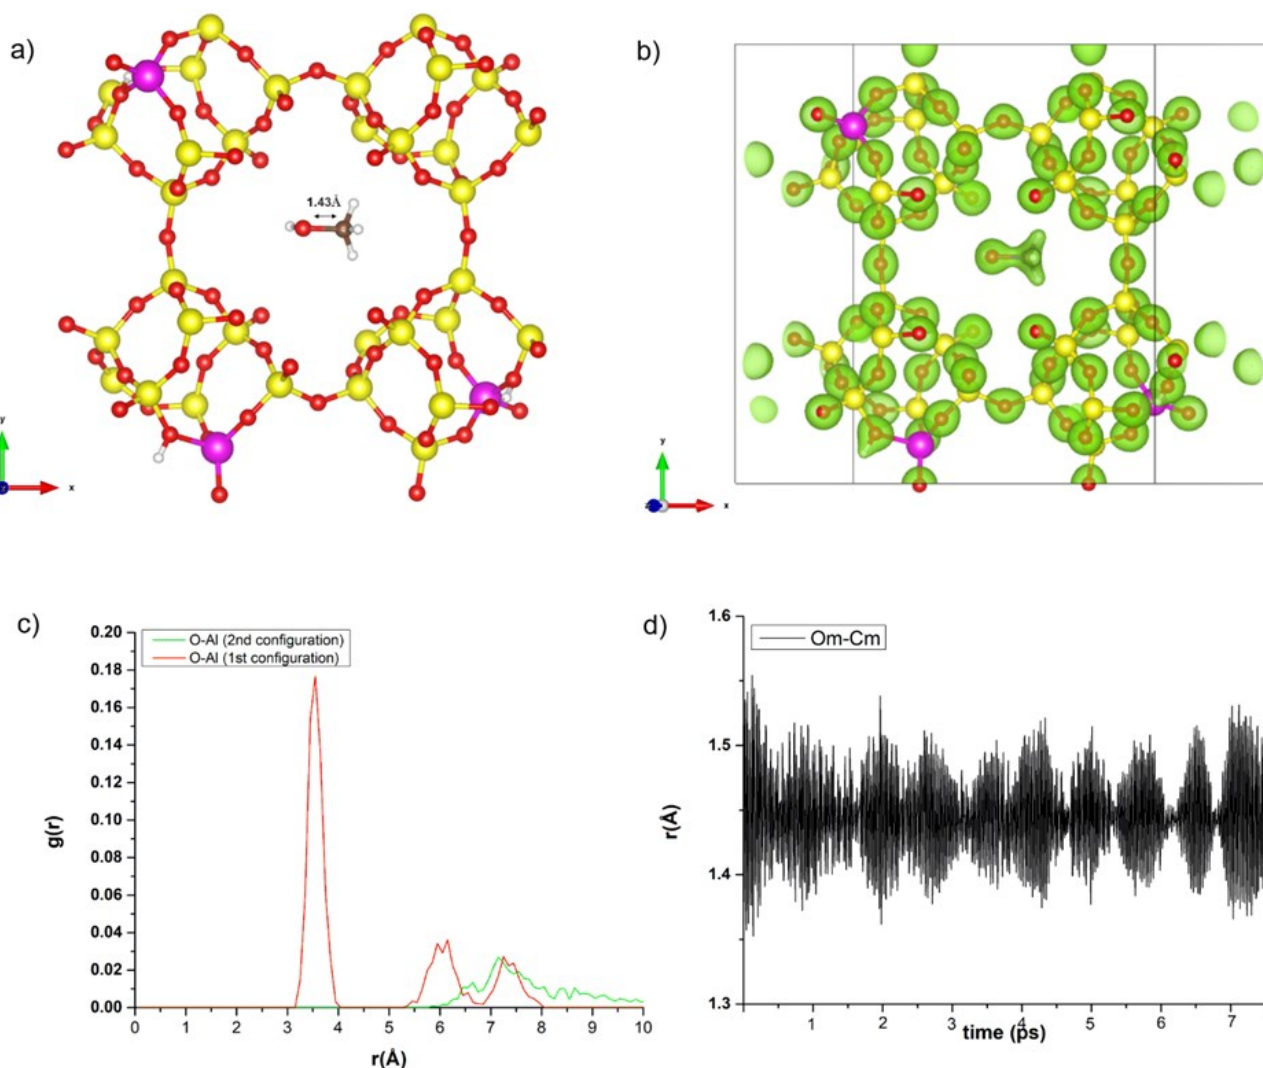 a)
1.43Å
y
x
b)
y
x
c)
O-Al (2nd configuration)
O-Al (1st configuration)
0.20
0.18
0.16
0.14
0.12
0.10
0.08
0.06
0.04
0.02
0.00
g(r)
0 1 2 3 4 5 6 7 8 9 10
r(Å)
d)
Om-Cm
1.6
1.5
1.4
1.3
r(Å)
1 2 3 4 5 6 7
time (ps)